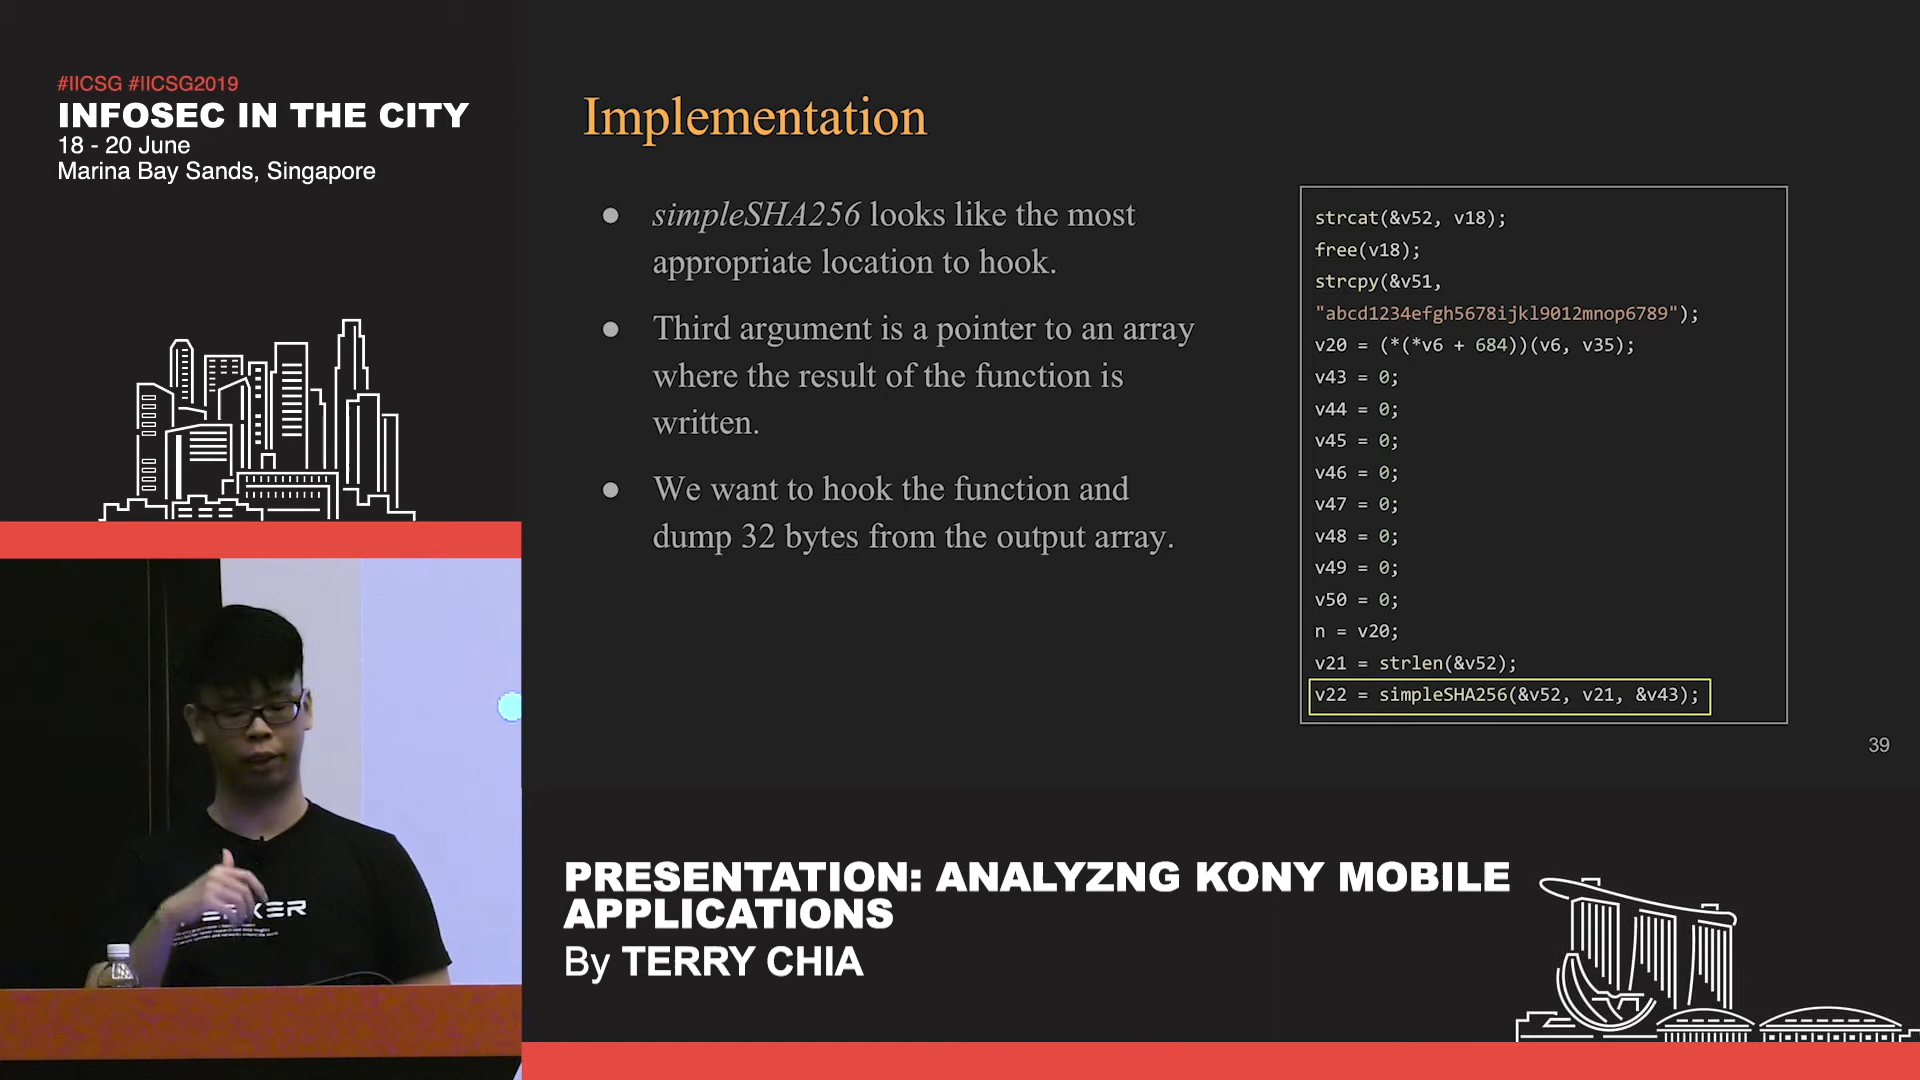 #IICSG #IICSG2019
INFOSEC IN THE CITY
18 - 20 June
Marina Bay Sands, Singapore
Implementation
● simpleSHA256 looks like the most
appropriate location to hook.
● Third argument is a pointer to an array
where the result of the function is
written.
● We want to hook the function and
dump 32 bytes from the output array.
strcat(&v52, v18);
free(v18);
strcpy(&v51,
"abcd1234efgh5678ijkl9012mnop6789");
v20 = (*(*v6 + 684))(v6, v35);
v43 = 0;
v44 = 0;
v45 = 0;
v46 = 0;
v47 = 0;
v48 = 0;
v49 = 0;
v50 = 0;
n = v20;
v21 = strlen(&v52);
v22 = simpleSHA256(&v52, v21, &v43);
39
PRESENTATION: ANALYZNG KONY MOBILE
APPLICATIONS
By TERRY CHIA